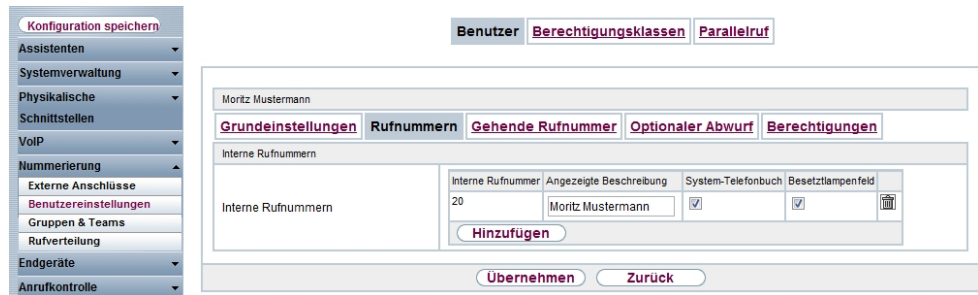 Konfiguration speichern
Assistenten
Systemverwaltung
Physikalische
Schnittstellen
VoIP
Nummerierung
Externe Anschlüsse
Benutzereinstellungen
Gruppen & Teams
Rufverteilung
Endgeräte
Anrufkontrolle
Benutzer Berechtigungsklassen Parallelruf
Moritz Mustermann
Grundeinstellungen Rufnummern Gehende Rufnummer Optionaler Abwurf Berechtigungen
Interne Rufnummern
Interne Rufnummer Angezeigte Beschreibung System-Telefonbuch Besetztlampenfeld
Interne Rufnummern
20 Moritz Mustermann
Hinzufügen
Übernehmen Zurück